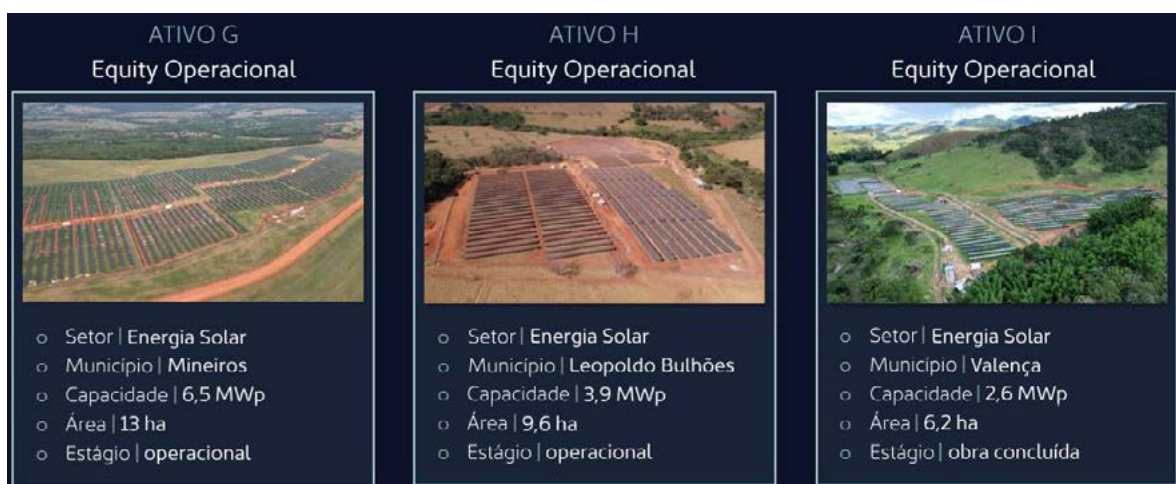 ATIVO G
Equity Operacional
Setor | Energia Solar
Município | Mineiros
Capacidade | 6,5 MWp
Área | 13 ha
Estágio | operacional
ATIVO H
Equity Operacional
Setor | Energia Solar
Município | Leopoldo Bulhões
Capacidade | 3,9 MWp
Área | 9,6 ha
Estágio | operacional
ATIVO I
Equity Operacional
Setor | Energia Solar
Município | Valença
Capacidade | 2,6 MWp
Área | 6,2 ha
Estágio | obra concluída